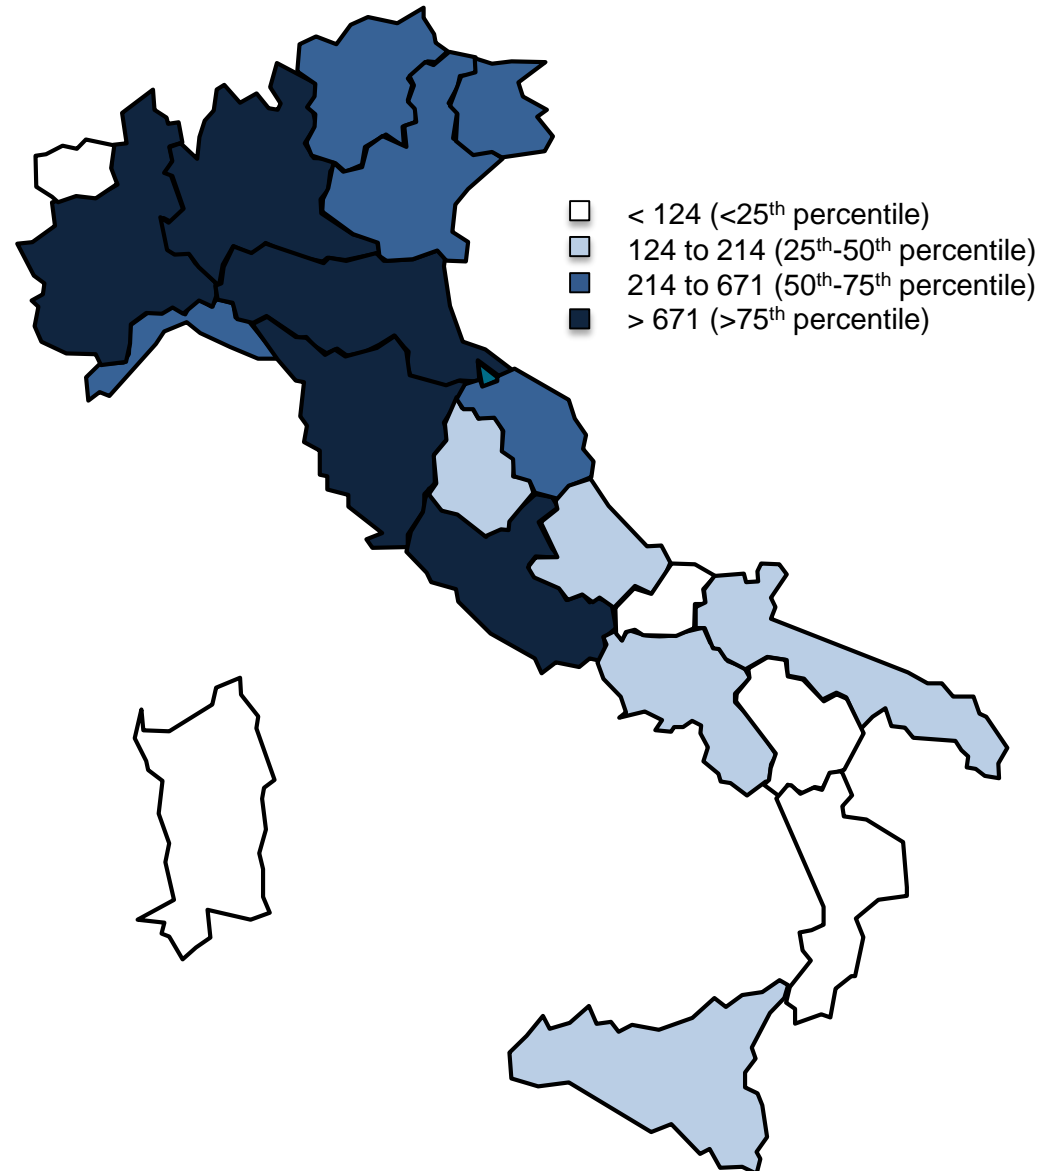 < 124 (<25th percentile)
124 to 214 (25th-50th percentile)
214 to 671 (50th-75th percentile)
> 671 (>75th percentile)